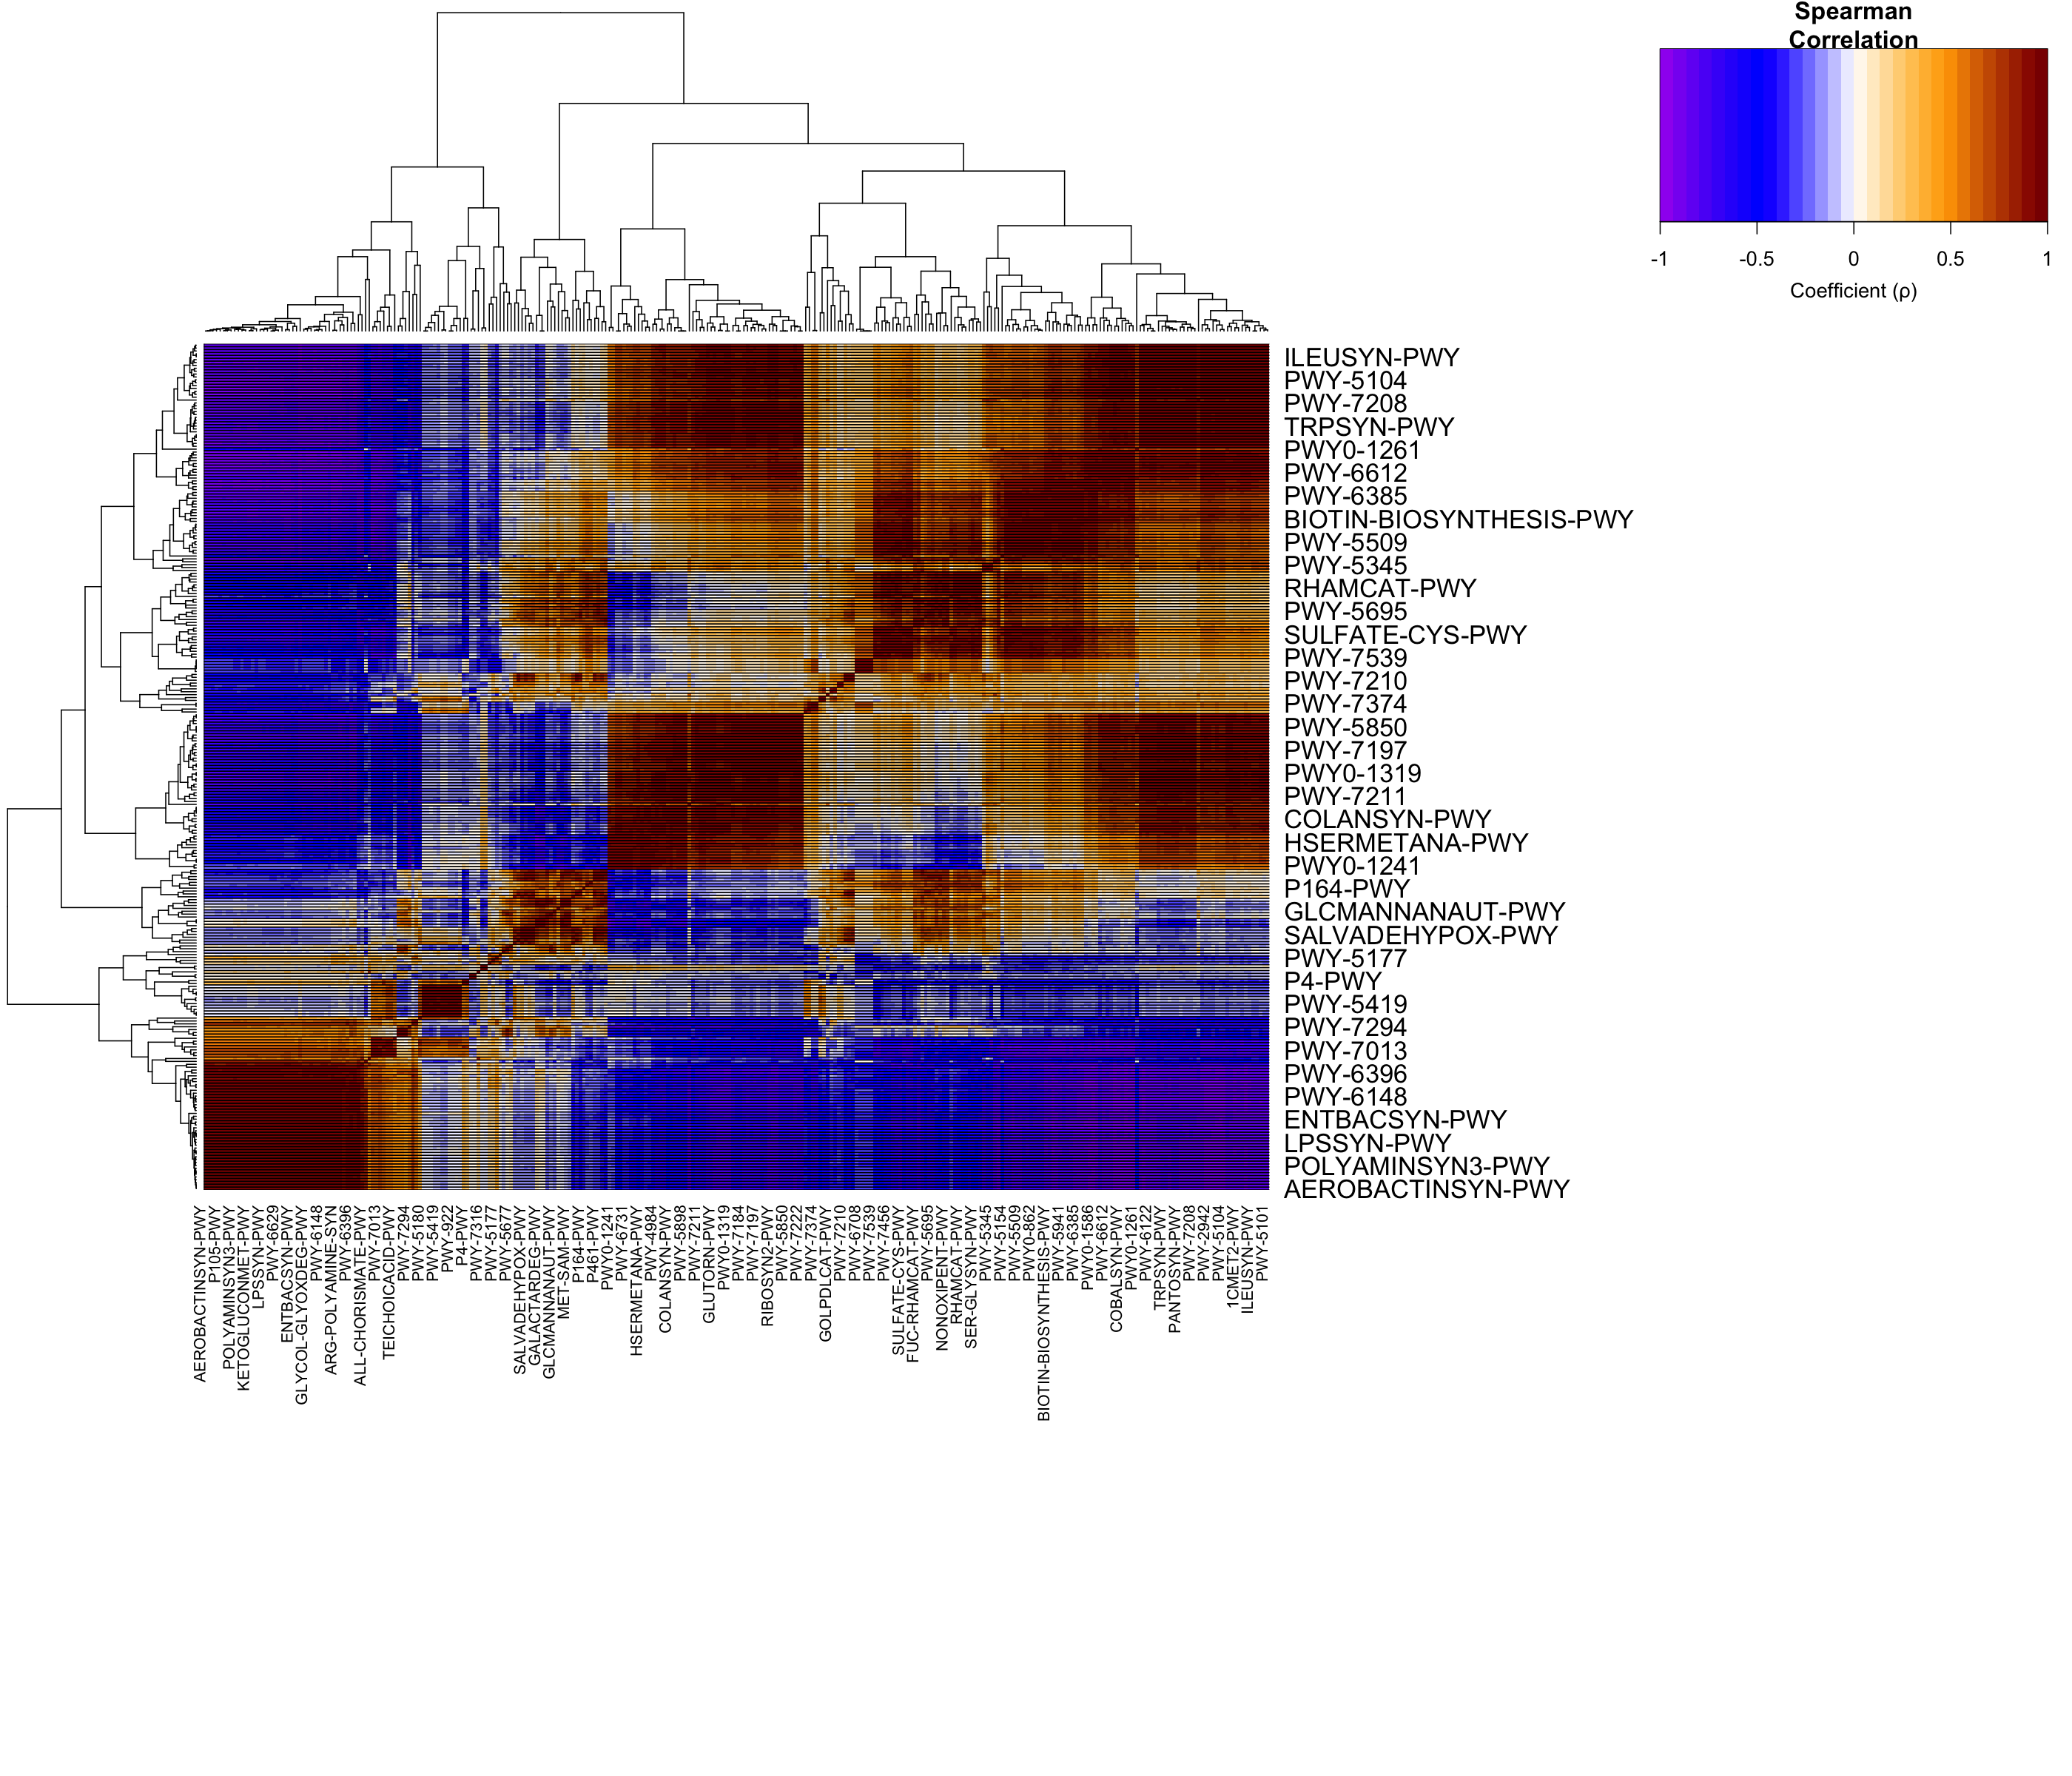 Spearman
Correlation
-1
-0.5
0
0.5
1
Coefficient (ρ)
ILEUSYN-PWY
PWY-5104
PWY-7208
TRPSYN-PWY
PWY0-1261
PWY-6612
PWY-6385
BIOTIN-BIOSYNTHESIS-PWY
PWY-5509
PWY-5345
RHAMCAT-PWY
PWY-5695
SULFATE-CYS-PWY
PWY-7539
PWY-7210
PWY-7374
PWY-5850
PWY-7197
PWY0-1319
PWY-7211
COLANSYN-PWY
HSERMETANA-PWY
PWY0-1241
P164-PWY
GLCMANNANAUT-PWY
SALVADEHYPOX-PWY
PWY-5177
P4-PWY
PWY-5419
PWY-7294
PWY-7013
PWY-6396
PWY-6148
ENTBACSYN-PWY
LPSSYN-PWY
POLYAMINSYN3-PWY
AEROBACTINSYN-PWY
AEROBACTINSYN-PWY
P105-PWY
POLYAMINSYN3-PWY
KETOGLUCONMET-PWY
LPSSYN-PWY
PWY-6629
ENTBACSYN-PWY
GLYCOL-GLYOXDEG-PWY
PWY-6148
ARG-POLYAMINE-SYN
PWY-6396
ALL-CHORISMATE-PWY
PWY-7013
TEICHOICACID-PWY
PWY-7294
PWY-5180
PWY-5419
PWY-922
P4-PWY
PWY-7316
PWY-5177
PWY-5677
SALVADEHYPOX-PWY
GALACTARDEG-PWY
GLCMANNANAUT-PWY
MET-SAM-PWY
P164-PWY
P461-PWY
PWY0-1241
PWY-6731
HSERMETANA-PWY
PWY-4984
COLANSYN-PWY
PWY-5898
PWY-7211
GLUTORN-PWY
PWY0-1319
PWY-7184
PWY-7197
RIBOSYN2-PWY
PWY-5850
PWY-7222
PWY-7374
GOLPDLCAT-PWY
PWY-7210
PWY-6708
PWY-7539
PWY-7456
SULFATE-CYS-PWY
FUC-RHAMCAT-PWY
PWY-5695
NONOXIPENT-PWY
RHAMCAT-PWY
SER-GLYSYN-PWY
PWY-5345
PWY-5154
PWY-5509
PWY0-862
BIOTIN-BIOSYNTHESIS-PWY
PWY-5941
PWY-6385
PWY0-1586
PWY-6612
COBALSYN-PWY
PWY0-1261
PWY-6122
TRPSYN-PWY
PANTOSYN-PWY
PWY-7208
PWY-2942
PWY-5104
1CMET2-PWY
ILEUSYN-PWY
PWY-5101